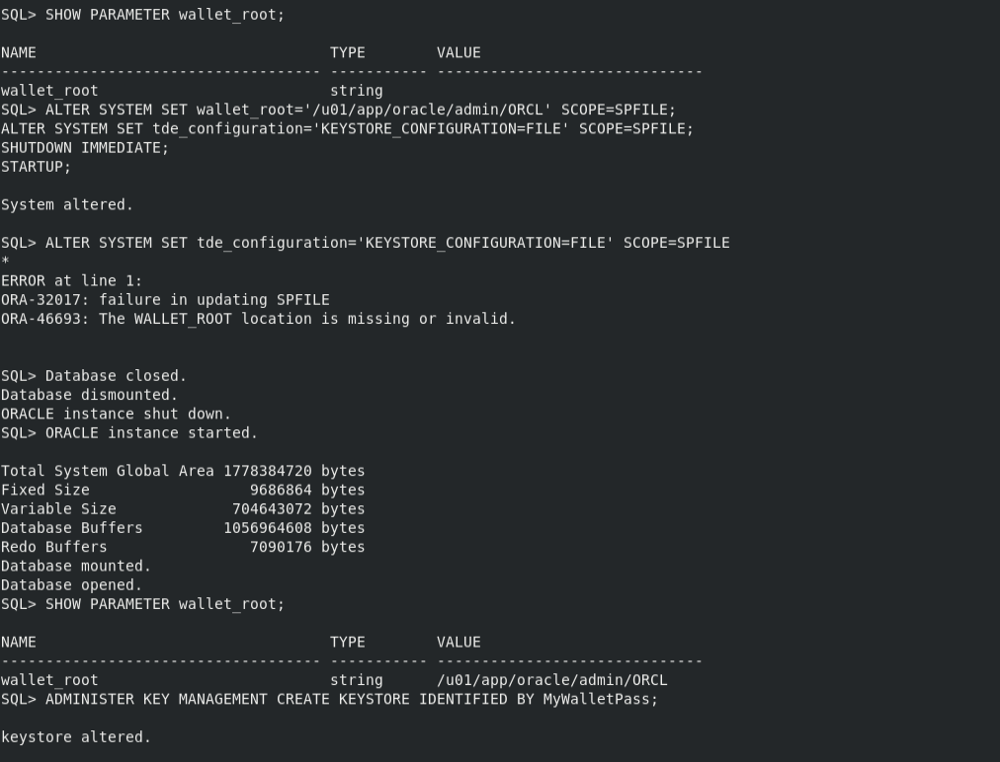 SQL> SHOW PARAMETER wallet_root;
NAME                                 TYPE        VALUE
------------------------------------ ----------- ------------------------------
wallet_root                          string
SQL> ALTER SYSTEM SET wallet_root='/u01/app/oracle/admin/ORCL' SCOPE=SPFILE;
ALTER SYSTEM SET tde_configuration='KEYSTORE_CONFIGURATION=FILE' SCOPE=SPFILE;
SHUTDOWN IMMEDIATE;
STARTUP;
System altered.
SQL> ALTER SYSTEM SET tde_configuration='KEYSTORE_CONFIGURATION=FILE' SCOPE=SPFILE
*
ERROR at line 1:
ORA-32017: failure in updating SPFILE
ORA-46693: The WALLET_ROOT location is missing or invalid.
SQL> Database closed.
Database dismounted.
ORACLE instance shut down.
SQL> ORACLE instance started.
Total System Global Area 1778384720 bytes
Fixed Size                  9686864 bytes
Variable Size             704643072 bytes
Database Buffers         1056964608 bytes
Redo Buffers                7090176 bytes
Database mounted.
Database opened.
SQL> SHOW PARAMETER wallet_root;
NAME                                 TYPE        VALUE
------------------------------------ ----------- ------------------------------
wallet_root                          string      /u01/app/oracle/admin/ORCL
SQL> ADMINISTER KEY MANAGEMENT CREATE KEYSTORE IDENTIFIED BY MyWalletPass;
keystore altered.